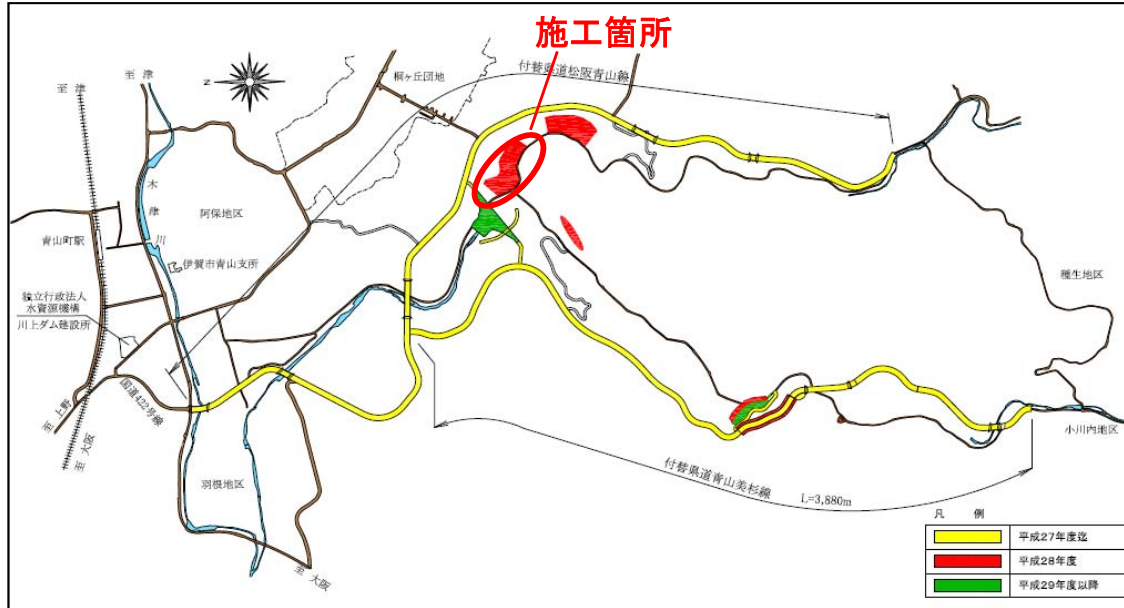 施工箇所
付替県道松阪青山線
桐ヶ丘団地
至 津
至 津
N
木津川
阿保地区
青山町駅
伊賀市青山支所
独立行政法人
水資源機構
川上ダム建設所
種生地区
国道422号線
至 上野
至 大阪
小川内地区
羽根地区
付替県道青山美杉線
L=3,880m
至 大阪
凡 例
平成27年度迄
平成28年度
平成29年度以降